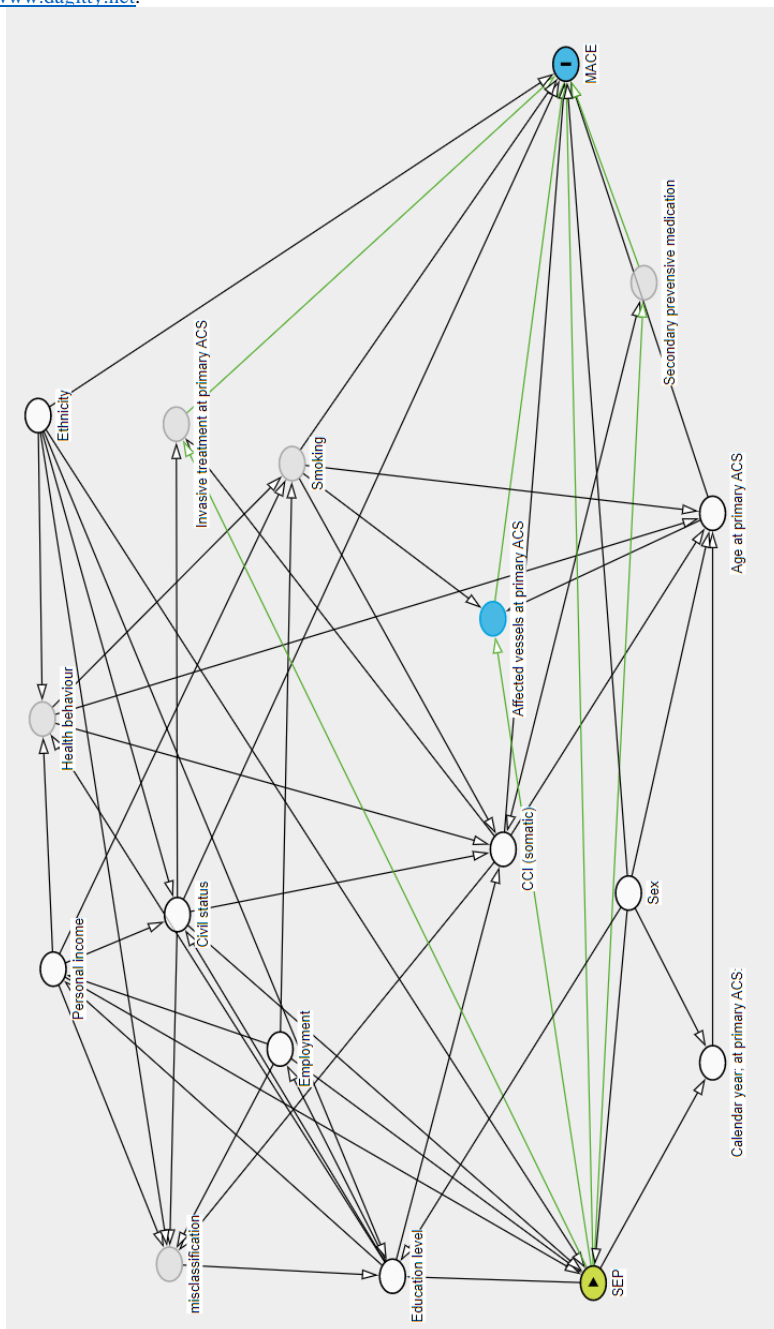 www.dagitty.net.
MACE
Secondary prevensive medication
Ethnicity
Invasive treatment at primary ACS
Smoking
Affected vessels at primary ACS
Age at primary ACS
Health behaviour
CCI (somatic)
Sex
Civil status
Personal income
Employment
Calendar year; at primary ACS:
misclassification
Education level
SEP